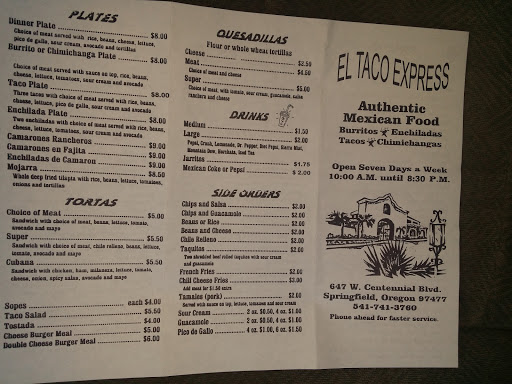 PLATES
Dinner Plate $8.00
Choice of meat served with rice, beans, cheese, lettuce,
pico de gallo, sour cream, avocado and tortillas
Burrito or Chimichanga Plate $8.00
Choice of meat served with sauce on top, rice, beans,
cheese, lettuce, tomatoes, sour cream and avocado
Taco Plate $8.00
Three tacos with choice of meat served with rice, beans,
cheese, lettuce, pico de gallo, sour cream and avocado
Enchilada Plate $8.00
Two enchiladas with choice of meat served with rice, beans,
cheese, lettuce, tomatoes, sour cream and avocado
Camarones Rancheros $9.00
Camarones en Fajita $9.00
Enchiladas de Camaron $9.00
Mojarra $8.50
Whole deep fried tilapia with rice, beans, lettuce, tomatoes,
onions and tortillas
TORTAS
Choice of Meat $5.00
Sandwich with choice of meat, beans, lettuce, tomato,
avocado and mayo
Super $5.50
Sandwich with choice of meat, chile relleno, beans, lettuce,
tomato, avocado and mayo
Cubana $5.50
Sandwich with chicken, ham, milanesa, lettuce, tomato,
cheese, onion, spicy salsa, avocado and mayo
Sopes each $4.00
Taco Salad $5.50
Tostada $4.00
Cheese Burger Meal $5.00
Double Cheese Burger Meal $6.00
QUESADILLAS
Flour or whole wheat tortillas
Cheese $2.50
Meat $4.50
Choice of meat and cheese
Super $5.00
Choice of meat with tomato, sour cream, guacamole, salsa
ranchera and cheese
DRINKS
Medium $1.50
Large $2.00
Pepsi, Crush, Lemonade, Dr. Pepper, Diet Pepsi, Sierra Mist,
Mountain Dew, Horchata, Iced Tea
Jarritos $1.75
Mexican Coke or Pepsi $2.00
SIDE ORDERS
Chips and Salsa $2.00
Chips and Guacamole $2.00
Beans or Rice $2.00
Beans and Cheese $2.00
Chile Relleno $2.00
Taquitos $2.00
Two shredded beef rolled taquitos with sour cream
and guacamole
French Fries $2.00
Chili Cheese Fries $3.00
Add meat for $1.50 extra
Tamales (pork) $2.00
Served with sauce on top, lettuce, tomatoes and sour cream
Sour Cream 2 oz. $0.50, 4 oz. $1.00
Guacamole 2 oz. $0.50, 4 oz. $1.00
Pico de Gallo 4 oz. $1.00, 6 oz. $1.50
EL TACO EXPRESS
Authentic
Mexican Food
Burritos Enchiladas
Tacos Chimichangas
Open Seven Days a Week
10:00 A.M. until 8:30 P.M.
647 W. Centennial Blvd.
Springfield, Oregon 97477
541-741-3760
Phone ahead for faster service.